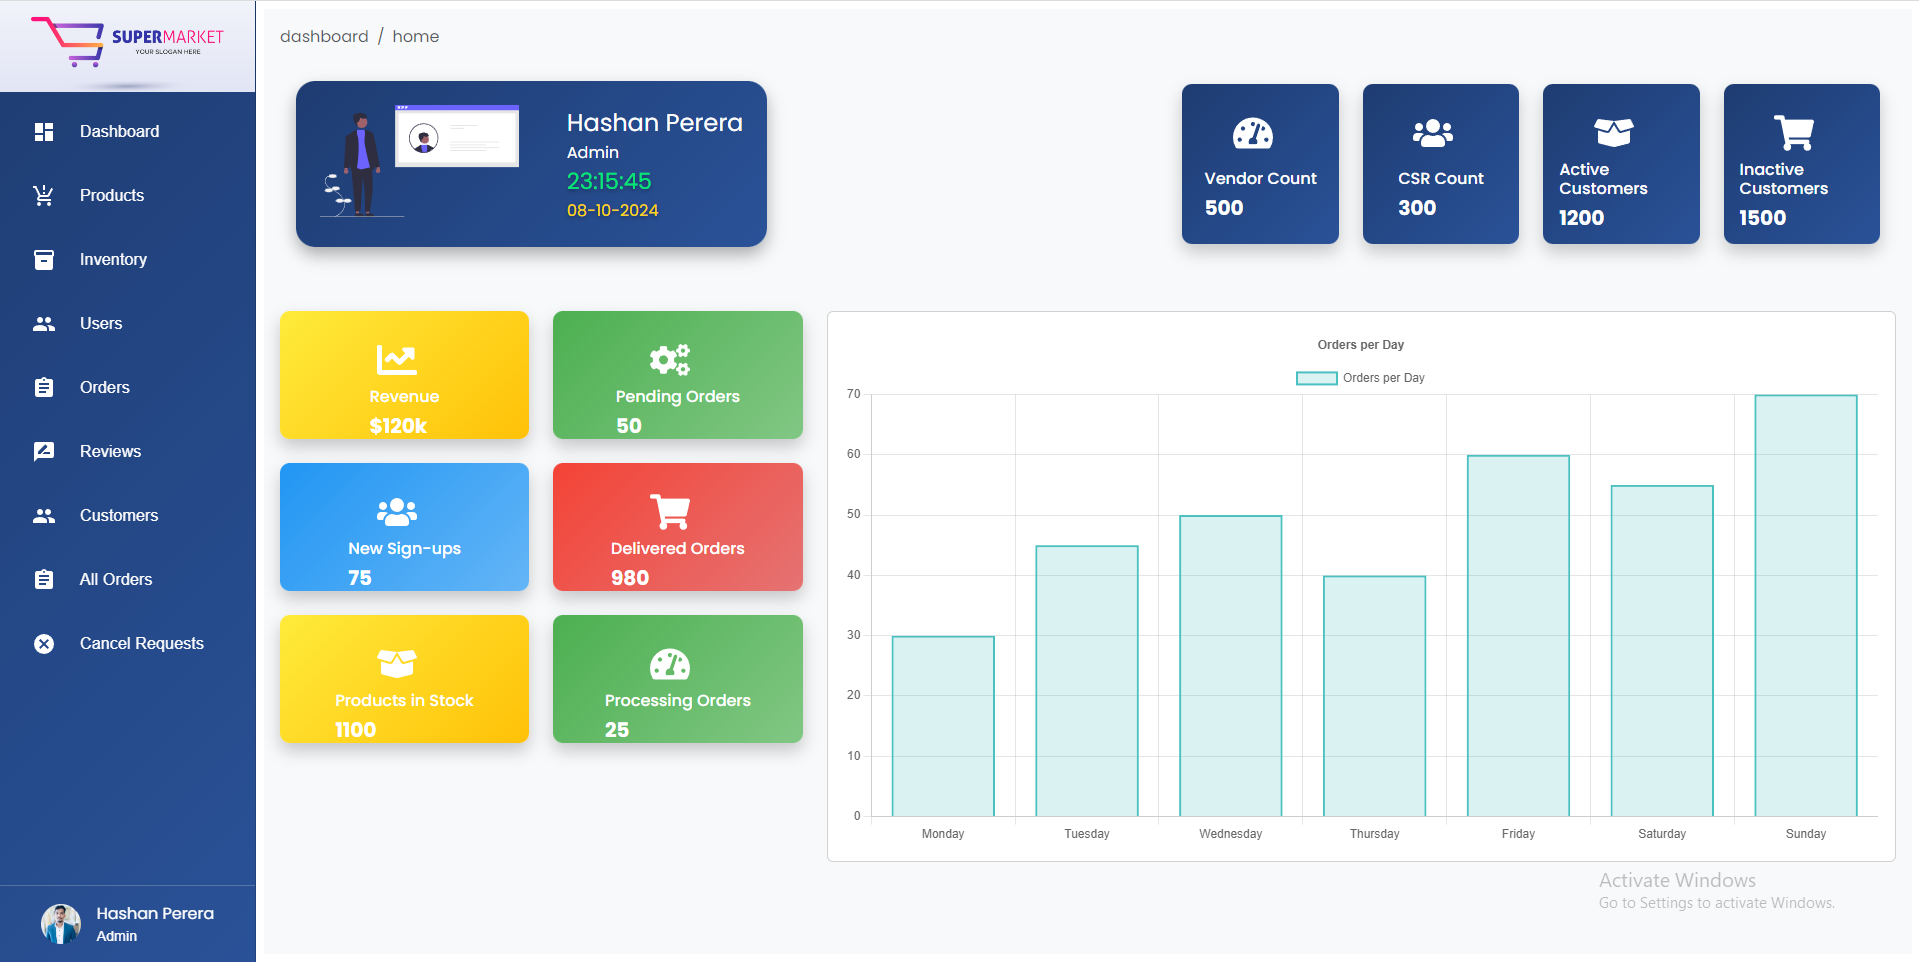 SUPERMARKET
YOUR SLOGAN HERE
Dashboard
Products
Inventory
Users
Orders
Reviews
Customers
All Orders
Cancel Requests
Hashan Perera
Admin
dashboard / home
Hashan Perera
Admin
23:15:45
08-10-2024
Vendor Count
500
CSR Count
300
Active
Customers
1200
Inactive
Customers
1500
Revenue
$120k
Pending Orders
50
New Sign-ups
75
Delivered Orders
980
Products in Stock
1100
Processing Orders
25
Orders per Day
Orders per Day
70
60
50
40
30
20
10
0
Monday Tuesday Wednesday Thursday Friday Saturday Sunday
Activate Windows
Go to Settings to activate Windows.